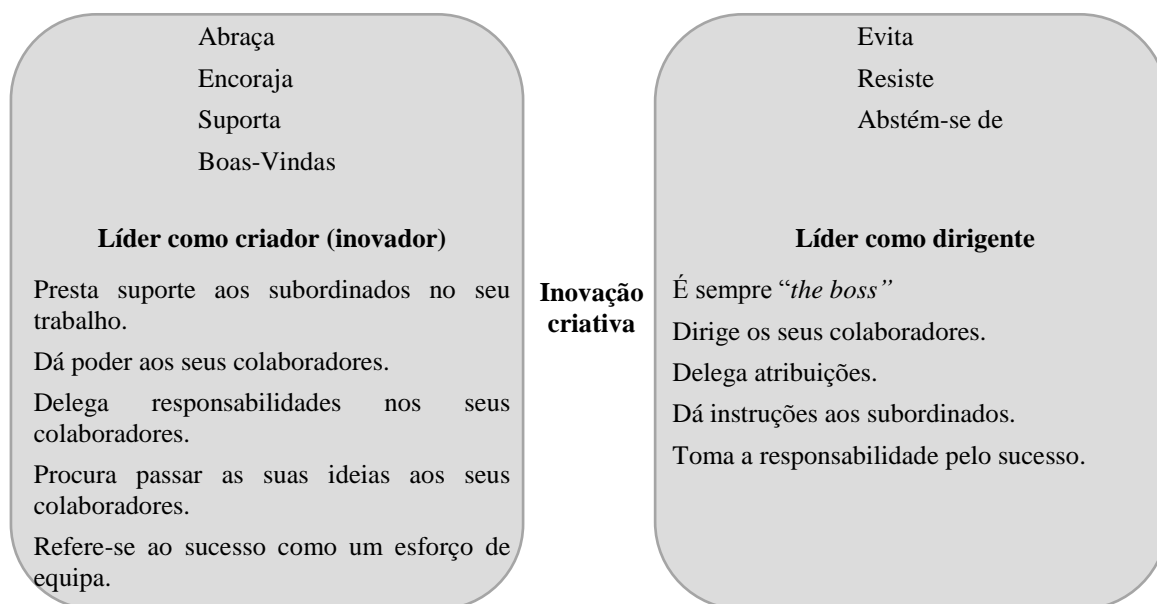 Abraça
Encoraja
Suporta
Boas-Vindas
Líder como criador (inovador)
Presta suporte aos subordinados no seu
trabalho.
Dá poder aos seus colaboradores.
Delega responsabilidades nos seus
colaboradores.
Procura passar as suas ideias aos seus
colaboradores.
Refere-se ao sucesso como um esforço de
equipa.
Inovação
criativa
Evita
Resiste
Abstém-se de
Líder como dirigente
É sempre “the boss”
Dirige os seus colaboradores.
Delega atribuições.
Dá instruções aos subordinados.
Toma a responsabilidade pelo sucesso.